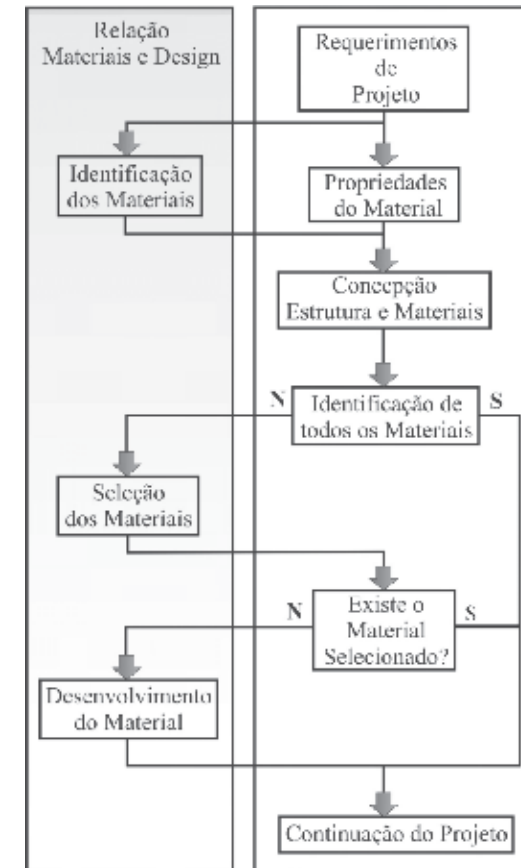 Relação
Materiais e Design
Requerimentos
de
Projeto
Identificação
dos Materiais
Propriedades
do Material
Concepção
Estrutura e Materiais
N
Identificação de
todos os Materiais
S
Seleção
dos Materiais
N
Existe o
Material
Selecionado?
S
Desenvolvimento
do Material
Continuação do Projeto